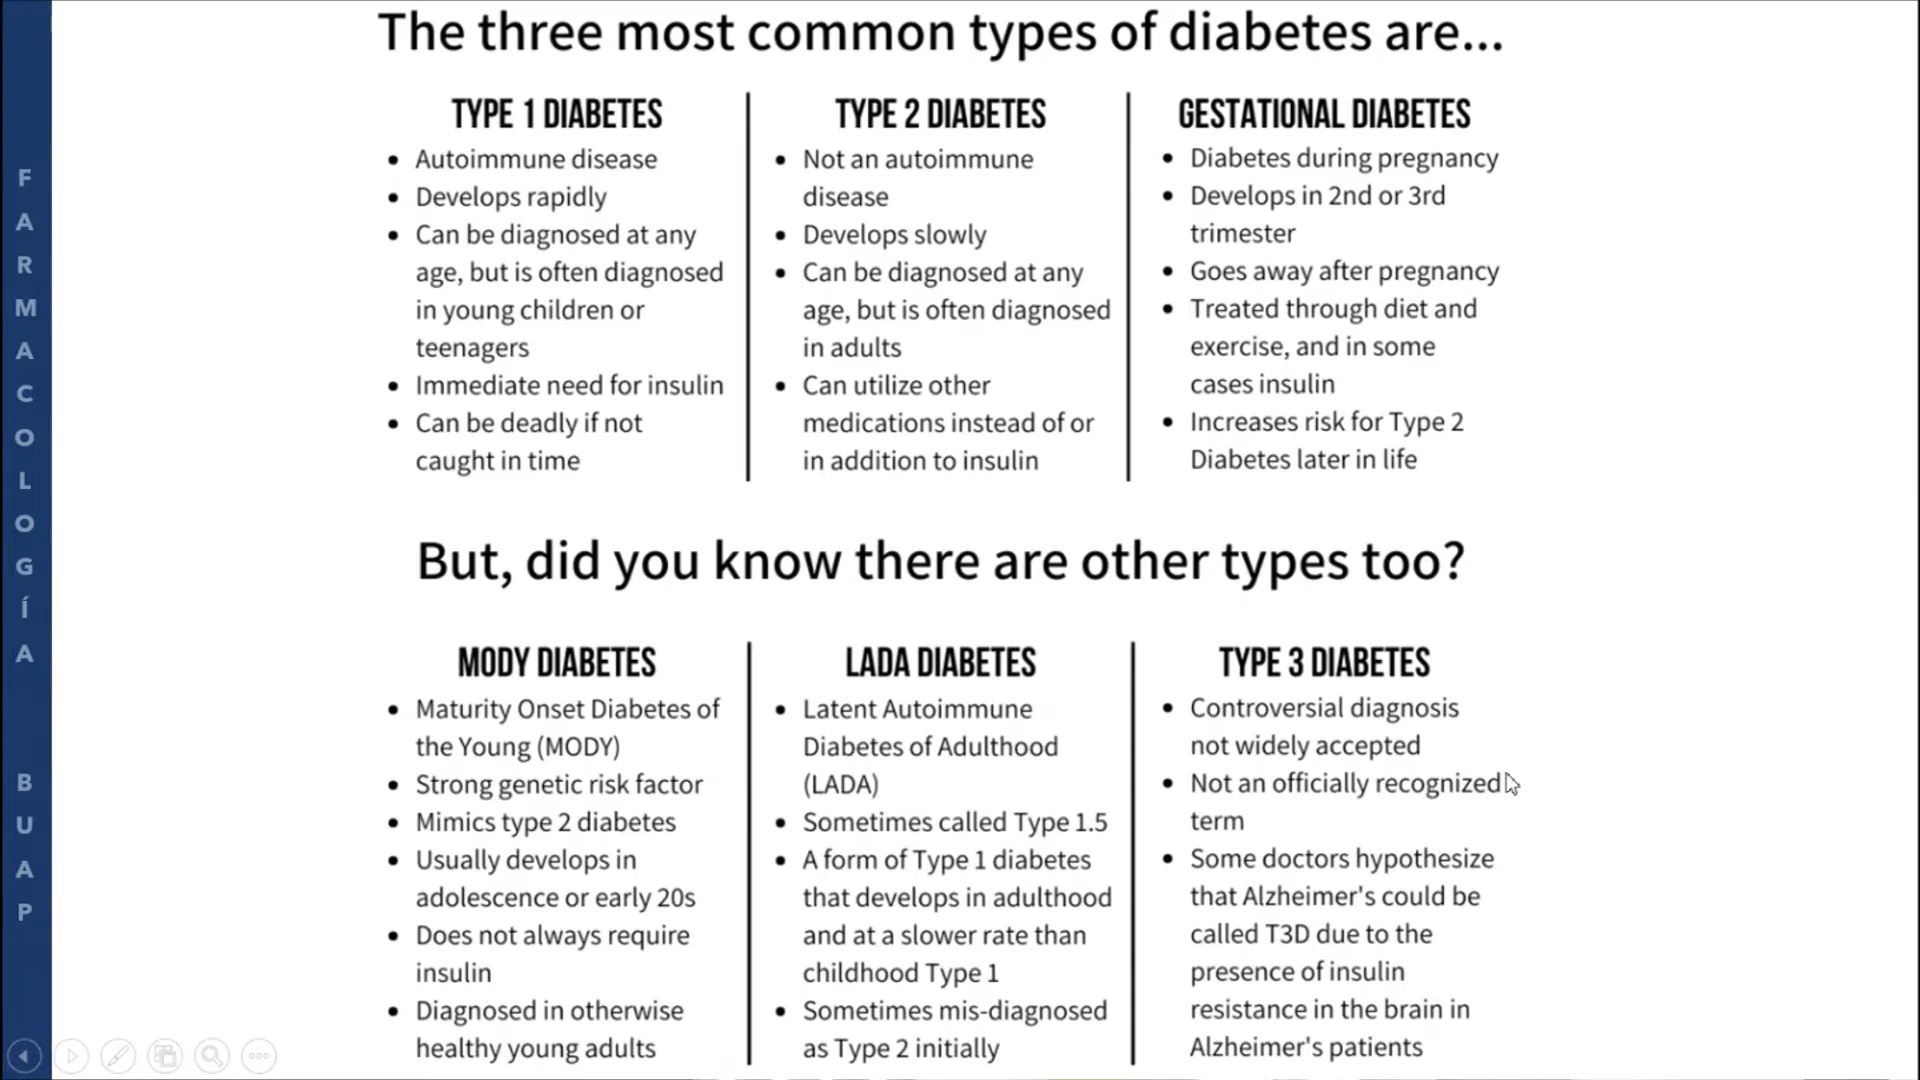 The three most common types of diabetes are...
TYPE 1 DIABETES
• Autoimmune disease
• Develops rapidly
• Can be diagnosed at any
age, but is often diagnosed
in young children or
teenagers
• Immediate need for insulin
• Can be deadly if not
caught in time
TYPE 2 DIABETES
• Not an autoimmune
disease
• Develops slowly
• Can be diagnosed at any
age, but is often diagnosed
in adults
• Can utilize other
medications instead of or
in addition to insulin
GESTATIONAL DIABETES
• Diabetes during pregnancy
• Develops in 2nd or 3rd
trimester
• Goes away after pregnancy
• Treated through diet and
exercise, and in some
cases insulin
• Increases risk for Type 2
Diabetes later in life
But, did you know there are other types too?
MODY DIABETES
• Maturity Onset Diabetes of
the Young (MODY)
• Strong genetic risk factor
• Mimics type 2 diabetes
• Usually develops in
adolescence or early 20s
• Does not always require
insulin
• Diagnosed in otherwise
healthy young adults
LADA DIABETES
• Latent Autoimmune
Diabetes of Adulthood
(LADA)
• Sometimes called Type 1.5
• A form of Type 1 diabetes
that develops in adulthood
and at a slower rate than
childhood Type 1
• Sometimes mis-diagnosed
as Type 2 initially
TYPE 3 DIABETES
• Controversial diagnosis
not widely accepted
• Not an officially recognized
term
• Some doctors hypothesize
that Alzheimer's could be
called T3D due to the
presence of insulin
resistance in the brain in
Alzheimer's patients
FARMACOLOGÍA BUAP